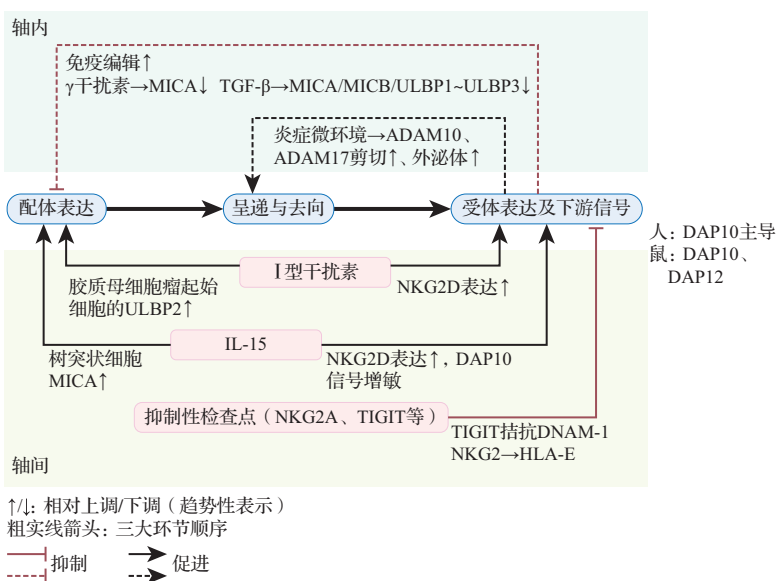 轴内
免疫编辑↑
γ干扰素→MICA↓ TGF-β→MICA/MICB/ULBP1~ULBP3↓
炎症微环境→ADAM10、
ADAM17剪切↑、外泌体↑
配体表达
呈递与去向
受体表达及下游信号
人：DAP10主导
鼠：DAP10、
DAP12
I型干扰素
胶质母细胞瘤起始
细胞的ULBP2↑
NKG2D表达↑
IL-15
树突状细胞
MICA↑
NKG2D表达↑，DAP10
信号增敏
抑制性检查点（NKG2A、TIGIT等）
TIGIT拮抗DNAM-1
NKG2→HLA-E
轴间
↑/↓：相对上调/下调（趋势性表示）
粗实线箭头：三大环节顺序
抑制
促进